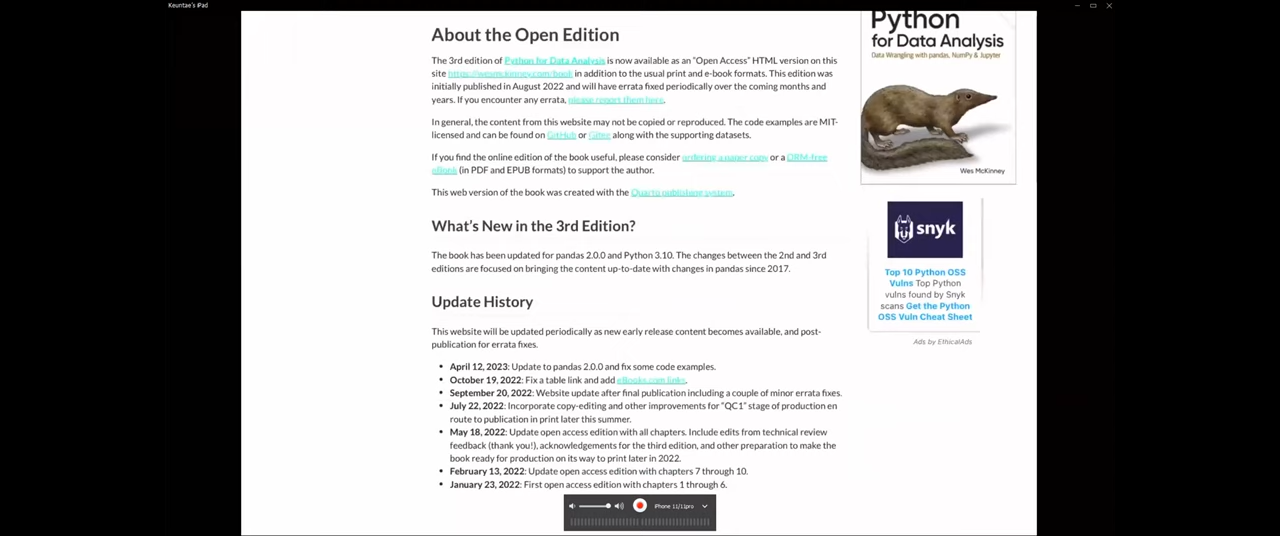 Keuntae's iPad
About the Open Edition
The 3rd edition of Python for Data Analysis is now available as an "Open Access" HTML version on this
site https://wesmckinney.com/book in addition to the usual print and e-book formats. This edition was
initially published in August 2022 and will have errata fixed periodically over the coming months and
years. If you encounter any errata, please report them here.
In general, the content from this website may not be copied or reproduced. The code examples are MIT-
licensed and can be found on GitHub or Gitee along with the supporting datasets.
If you find the online edition of the book useful, please consider ordering a paper copy or a DRM-free
eBook (in PDF and EPUB formats) to support the author.
This web version of the book was created with the Quarto publishing system.
What's New in the 3rd Edition?
The book has been updated for pandas 2.0.0 and Python 3.10. The changes between the 2nd and 3rd
editions are focused on bringing the content up-to-date with changes in pandas since 2017.
Update History
This website will be updated periodically as new early release content becomes available, and post-
publication for errata fixes.
• April 12, 2023: Update to pandas 2.0.0 and fix some code examples.
• October 19, 2022: Fix a table link and add eBooks.com links.
• September 20, 2022: Website update after final publication including a couple of minor errata fixes.
• July 22, 2022: Incorporate copy-editing and other improvements for "QC1" stage of production en
route to publication in print later this summer.
• May 18, 2022: Update open access edition with all chapters. Include edits from technical review
feedback (thank you!), acknowledgements for the third edition, and other preparation to make the
book ready for production on its way to print later in 2022.
• February 13, 2022: Update open access edition with chapters 7 through 10.
• January 23, 2022: First open access edition with chapters 1 through 6.
Python
for Data Analysis
Data Wrangling with pandas, NumPy & Jupyter
Wes McKinney
snyk
Top 10 Python OSS
Vulns Top Python
vulns found by Snyk
scans Get the Python
OSS Vuln Cheat Sheet
Ads by EthicalAds
iPhone 11/11pro